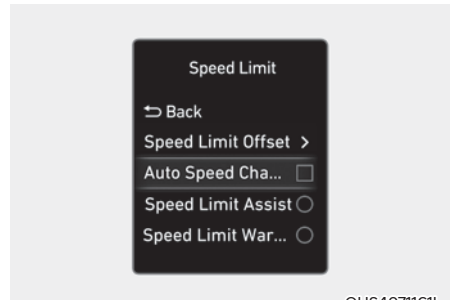 Speed Limit
Back
Speed Limit Offset >
Auto Speed Cha...
Speed Limit Assist
Speed Limit War...